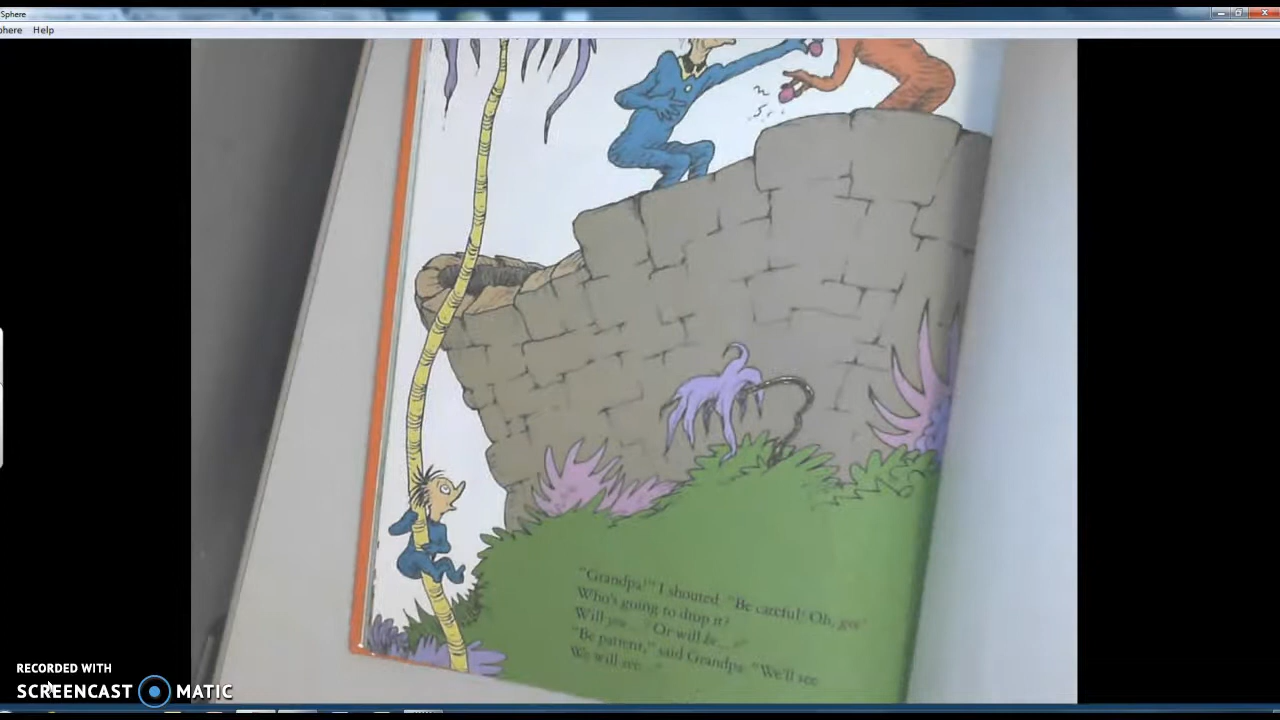 Sphere
phere Help
"Grandpa!" I shouted. "Be careful! Oh, gee!
Who's going to drop it?
Will you...? Or will he...?"
"Be patient," said Grandpa. "We'll see.
We will see..."
RECORDED WITH
SCREENCAST MATIC